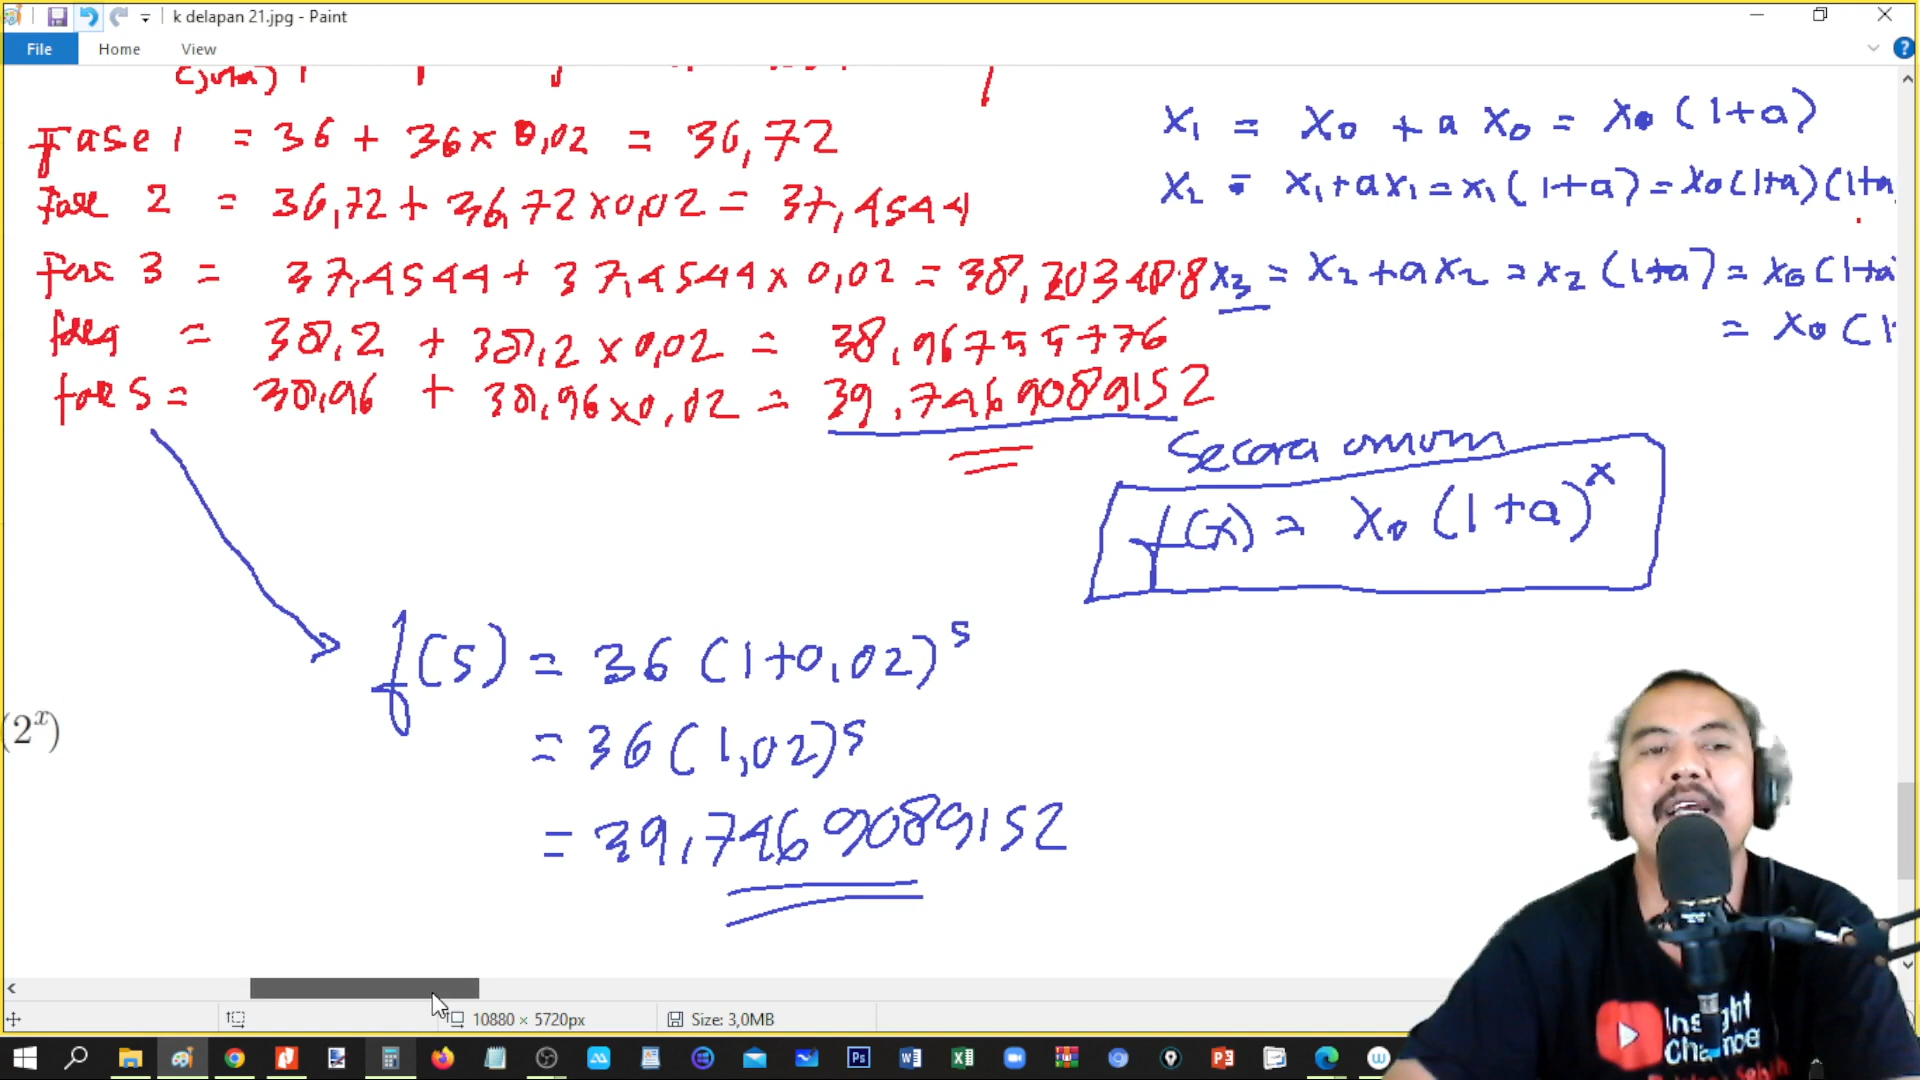 k delapan 21.jpg - Paint
File Home View
(juta)
Fase 1 = 36 + 36 x 0,02 = 36,72
fase 2 = 36,72 + 36,72 x 0,02 = 37,4544
fase 3 = 37,4544 + 37,4544 x 0,02 = 38,203408
fase 4 = 38,2 + 38,2 x 0,02 = 38,96755776
fase 5 = 38,96 + 38,96 x 0,02 = 39,7469089152
x₁ = x₀ + a x₀ = x₀ (1+a)
x₂ = x₁ + ax₁ = x₁ (1+a) = x₀ (1+a) (1+a
x₃ = x₂ + a x₂ = x₂ (1+a) = x₀ (1+a
= x₀ (1+
Secara umum
f(x) = x₀ (1+a)ˣ
f(5) = 36 (1+0,02)⁵
= 36 (1,02)⁵
= 39,7469089152
(2ˣ)
10880 × 5720px
Size: 3,0MB
Insight
Channel